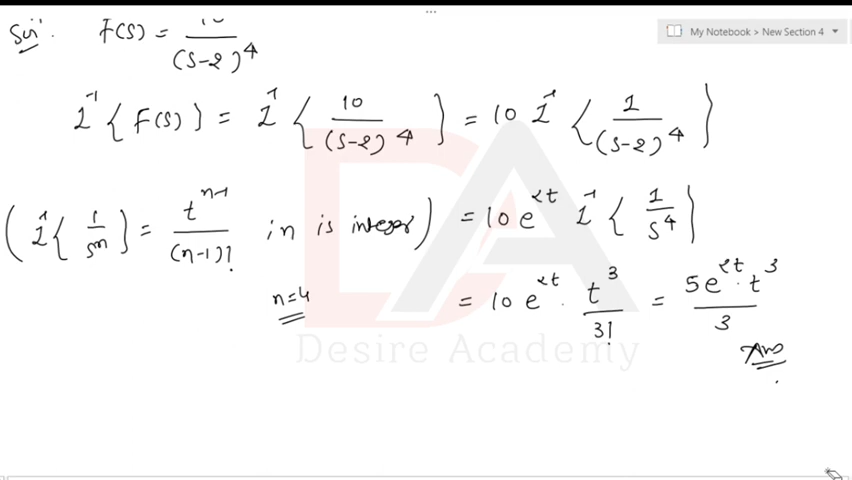 My Notebook > New Section 4
Soln: F(s) = 10/(s-2)^4
L^-1 { F(s) } = L^-1 { 10/(s-2)^4 } = 10 L^-1 { 1/(s-2)^4 }
( L^-1 { 1/s^n } = t^(n-1)/(n-1)! , n is integer ) = 10 e^2t L^-1 { 1/s^4 }
n=4 = 10 e^2t · t^3/3! = 5e^2t · t^3/3
Ans
Desire Academy